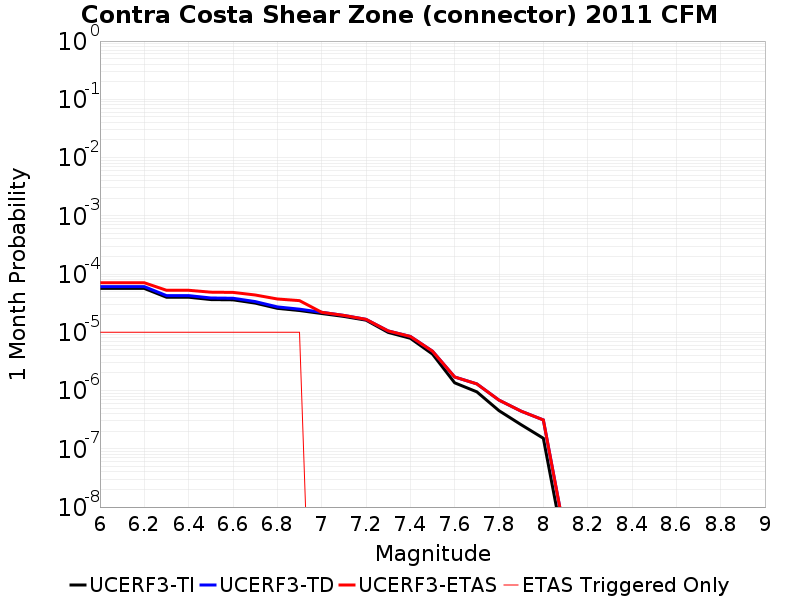 Contra Costa Shear Zone (connector) 2011 CFM
1 Month Probability
10^0
10^-1
10^-2
10^-3
10^-4
10^-5
10^-6
10^-7
10^-8
6 6.2 6.4 6.6 6.8 7 7.2 7.4 7.6 7.8 8 8.2 8.4 8.6 8.8 9
Magnitude
UCERF3-TI UCERF3-TD UCERF3-ETAS ETAS Triggered Only